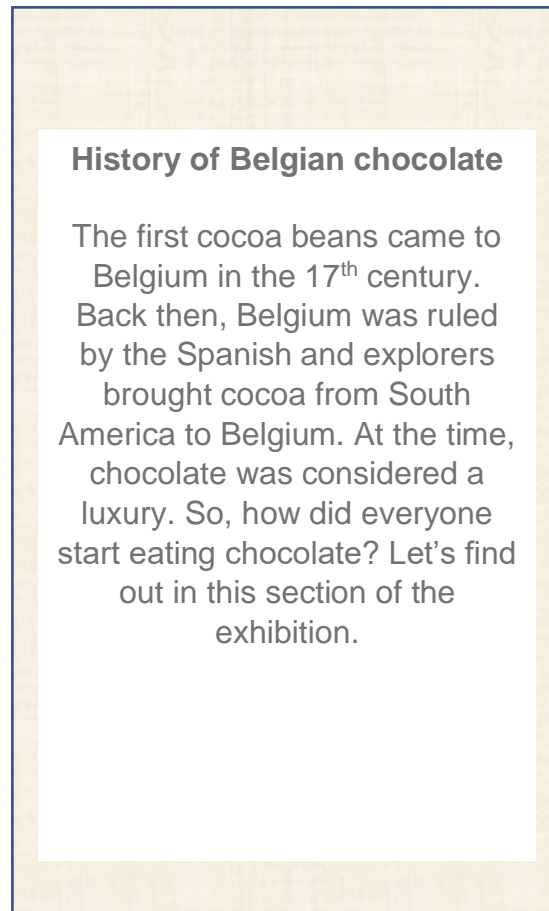 History of Belgian chocolate
The first cocoa beans came to
Belgium in the 17th century.
Back then, Belgium was ruled
by the Spanish and explorers
brought cocoa from South
America to Belgium. At the time,
chocolate was considered a
luxury. So, how did everyone
start eating chocolate? Let’s find
out in this section of the
exhibition.